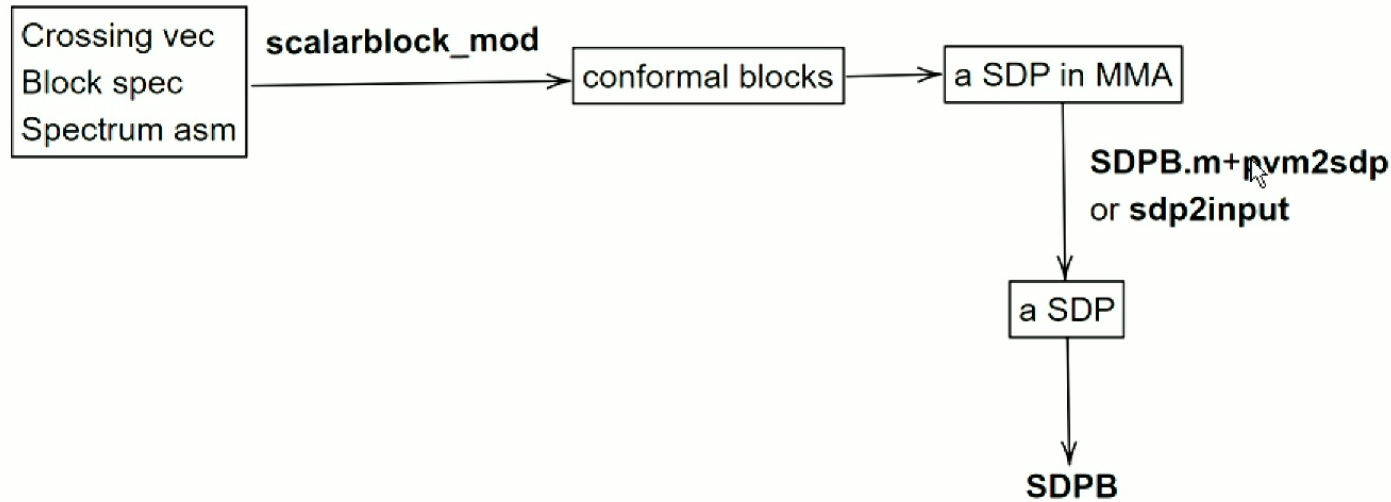 Crossing vec
Block spec
Spectrum asm
scalarblock_mod
conformal blocks
a SDP in MMA
SDPB.m+pvm2sdp
or sdp2input
a SDP
SDPB